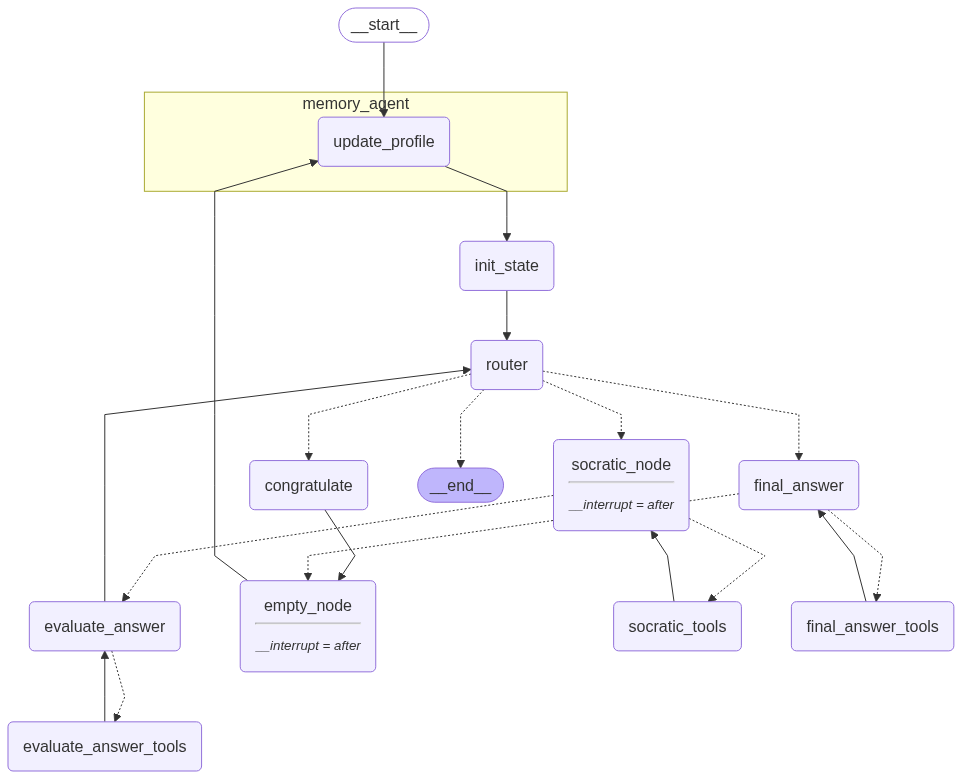 __start__
memory_agent
update_profile
init_state
router
socratic_node
__interrupt = after
congratulate
__end__
final_answer
empty_node
__interrupt = after
evaluate_answer
socratic_tools
final_answer_tools
evaluate_answer_tools